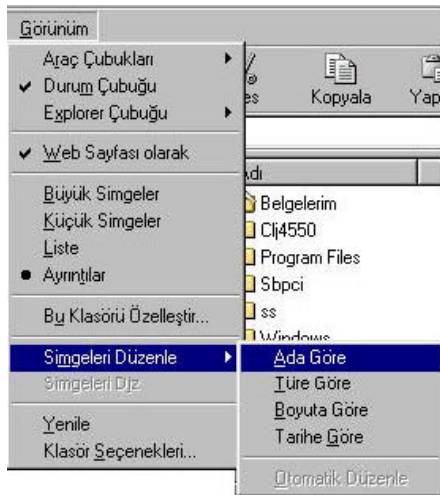 Görünüm
Araç Çubukları
Durum Çubuğu
Explorer Çubuğu
Web Sayfası olarak
Büyük Simgeler
Küçük Simgeler
Liste
Ayrıntılar
Bu Klasörü Özelleştir...
Simgeleri Düzenle
Simgeleri Diz
Yenile
Klasör Seçenekleri...
es Kopyala Yap
Adı
Belgelerim
Clj4550
Program Files
Sbpci
ss
Windows
Ada Göre
Türe Göre
Boyuta Göre
Tarihe Göre
Otomatik Düzenle